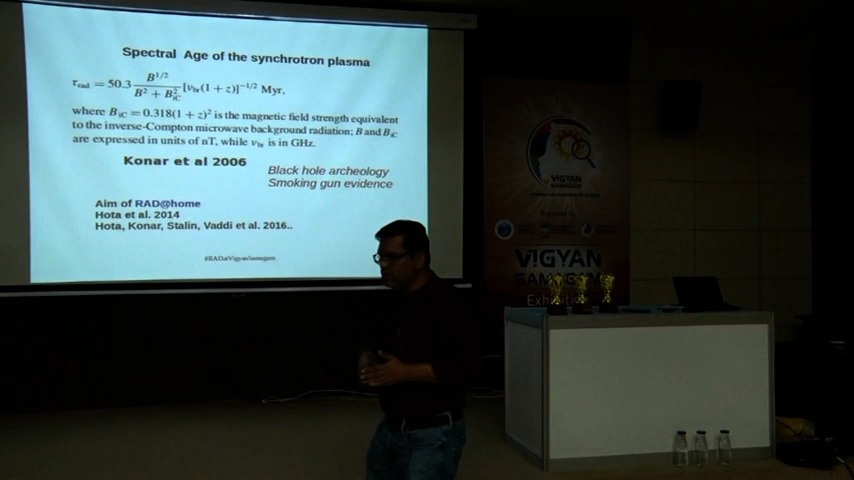 Spectral Age of the synchrotron plasma
τrad = 50.3 B^1/2 / (B^2 + B^2_iC) [νbr(1 + z)]^−1/2 Myr,
where BiC = 0.318(1 + z)^2 is the magnetic field strength equivalent
to the inverse-Compton microwave background radiation; B and BiC
are expressed in units of nT, while νbr is in GHz.
Konar et al 2006
Black hole archeology
Smoking gun evidence
Aim of RAD@home
Hota et al. 2014
Hota, Konar, Stalin, Vaddi et al. 2016..
#RADatVigyanSamagam
VIGYAN
SAMAGAM
VIGYAN
SAMAGAM